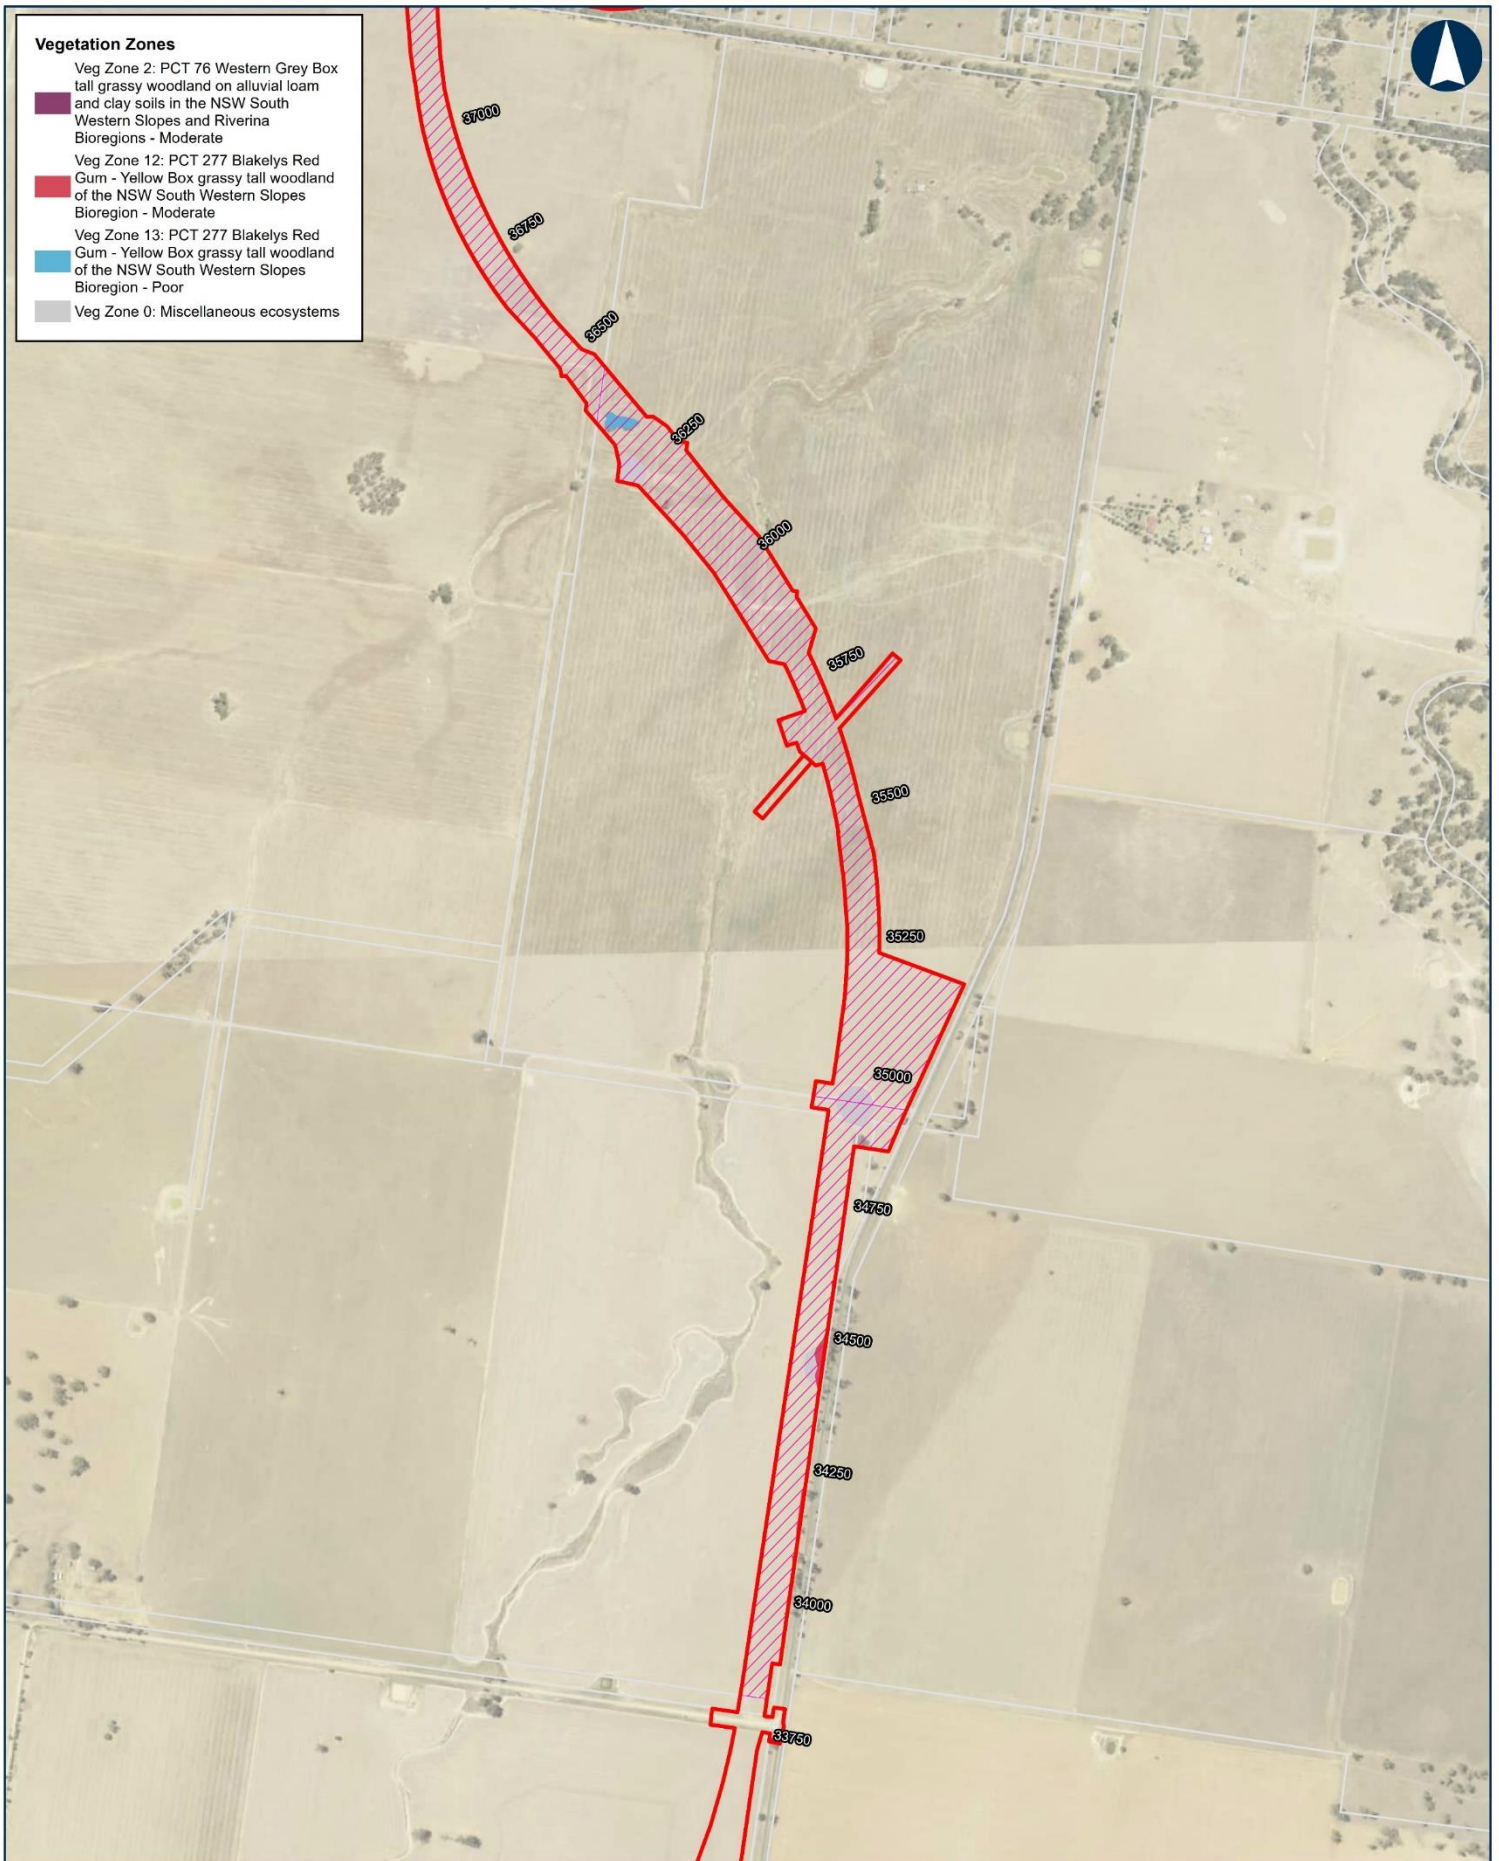 Vegetation Zones
Veg Zone 2: PCT 76 Western Grey Box
tall grassy woodland on alluvial loam
and clay soils in the NSW South
Western Slopes and Riverina
Bioregions - Moderate
Veg Zone 12: PCT 277 Blakelys Red
Gum - Yellow Box grassy tall woodland
of the NSW South Western Slopes
Bioregion - Moderate
Veg Zone 13: PCT 277 Blakelys Red
Gum - Yellow Box grassy tall woodland
of the NSW South Western Slopes
Bioregion - Poor
Veg Zone 0: Miscellaneous ecosystems
37000
36750
36500
36250
36000
35750
35500
35250
35000
34750
34500
34250
34000
33750